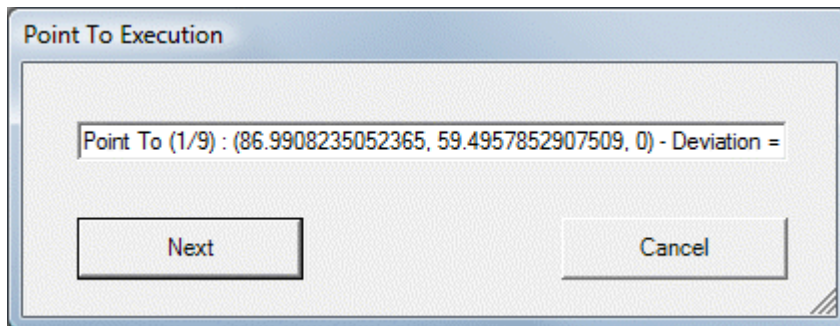 Point To Execution
Point To (1/9) : (86.9908235052365, 59.4957852907509, 0) - Deviation =
Next
Cancel